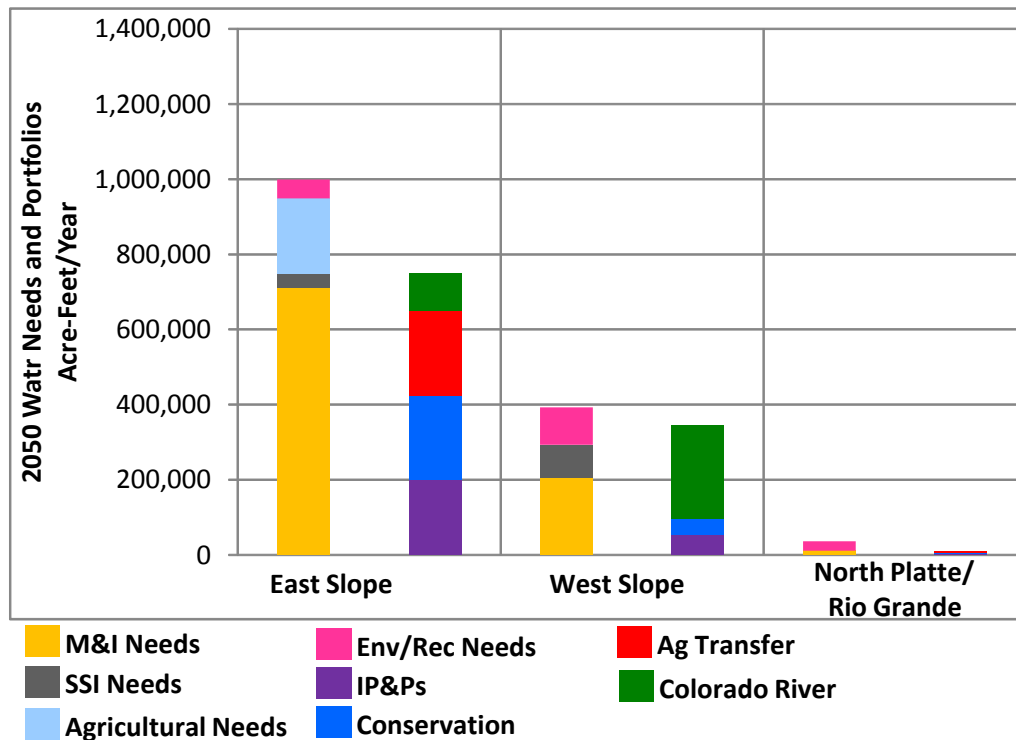 2050 Watr Needs and Portfolios
Acre-Feet/Year
1,400,000
1,200,000
1,000,000
800,000
600,000
400,000
200,000
0
East Slope
West Slope
North Platte/
Rio Grande
M&I Needs
SSI Needs
Agricultural Needs
Env/Rec Needs
IP&Ps
Conservation
Ag Transfer
Colorado River